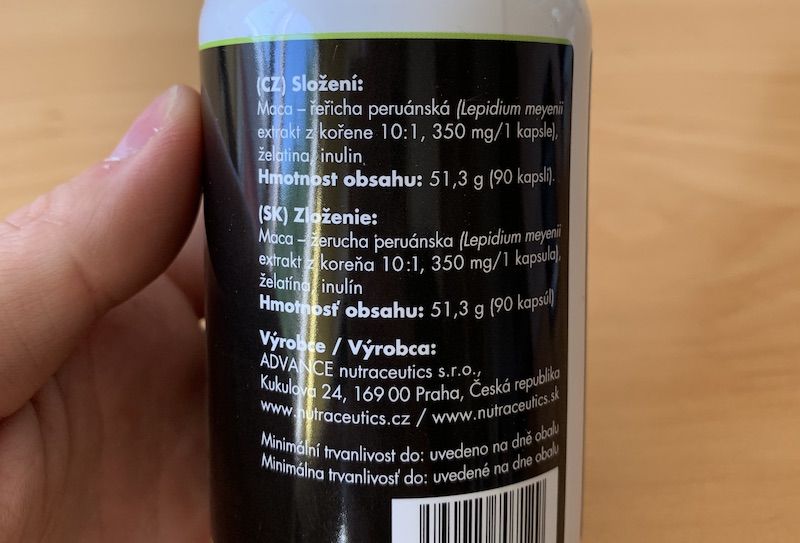 (CZ) Složení:
Maca – řeřicha peruánská (Lepidium meyenii
extrakt z kořene 10:1, 350 mg/1 kapsle),
želatina, inulin
Hmotnost obsahu: 51,3 g (90 kapslí).
(SK) Zloženie:
Maca – žerucha peruánska (Lepidium meyenii
extrakt z koreňa 10:1, 350 mg/1 kapsula),
želatína, inulín
Hmotnosť obsahu: 51,3 g (90 kapsúl)
Výrobce / Výrobca:
ADVANCE nutraceutics s.r.o.,
Kukulova 24, 169 00 Praha, Česká republika
www.nutraceutics.cz / www.nutraceutics.sk
Minimální trvanlivost do: uvedeno na dně obalu
Minimálna trvanlivosť do: uvedené na dne obalu